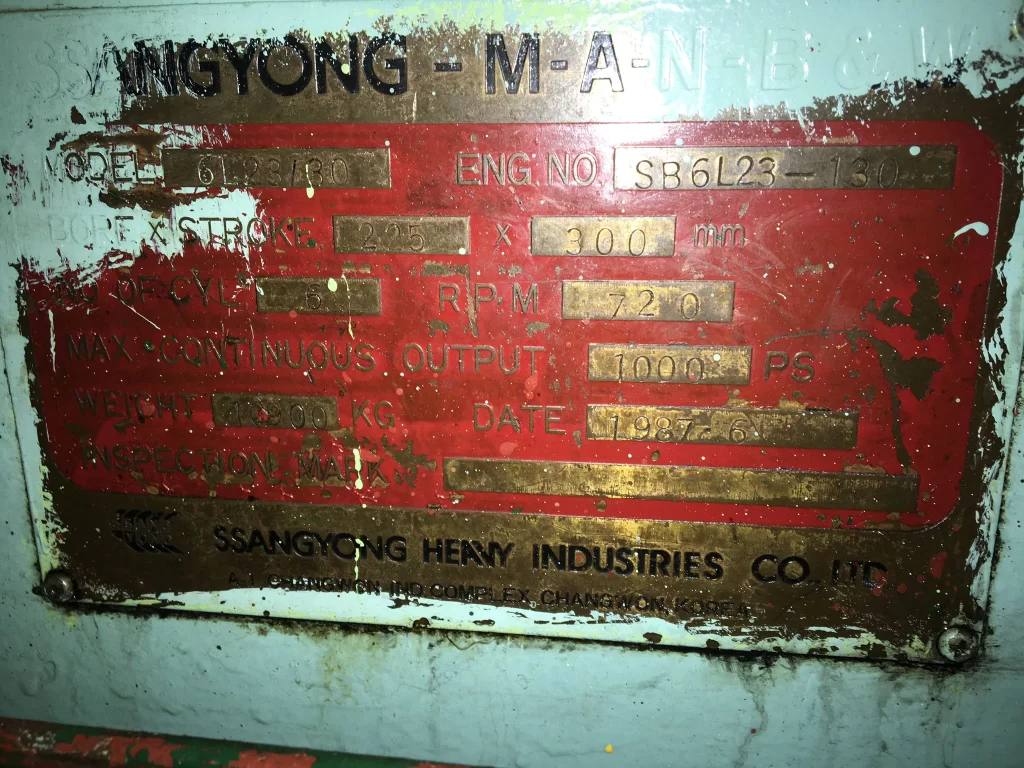 SSANGYONG - M-A-N-B & W
MODEL 6L23/30 ENG. NO SB6L23-130
BORE X STROKE 225 X 300 mm
NO OF CYL 6 R.P.M 720
MAX. CONTINUOUS OUTPUT 1000 PS
WEIGHT KG DATE 1987-6
INSPECTION MARK
SSANGYONG HEAVY INDUSTRIES CO., LTD.
A-1, CHANGWON IND COMPLEX, CHANGWON, KOREA